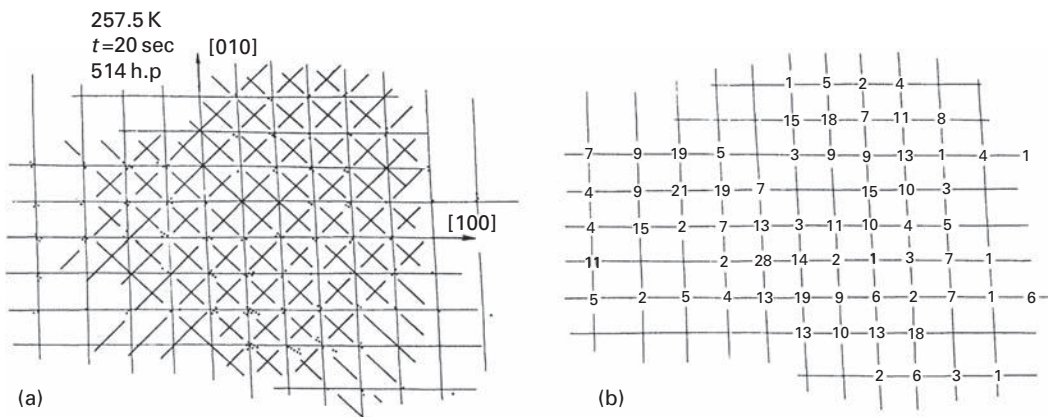 257.5 K
t=20 sec
514 h.p
[010]
[100]
(a)
1 5 2 4
15 18 7 11 8
7 9 19 5 3 9 9 13 1 4 1
4 9 21 19 7 15 10 3
4 15 2 7 13 3 11 10 4 5
11 2 28 14 2 1 3 7 1
5 2 5 4 13 19 9 6 2 7 1 6
13 10 13 18
2 6 3 1
(b)